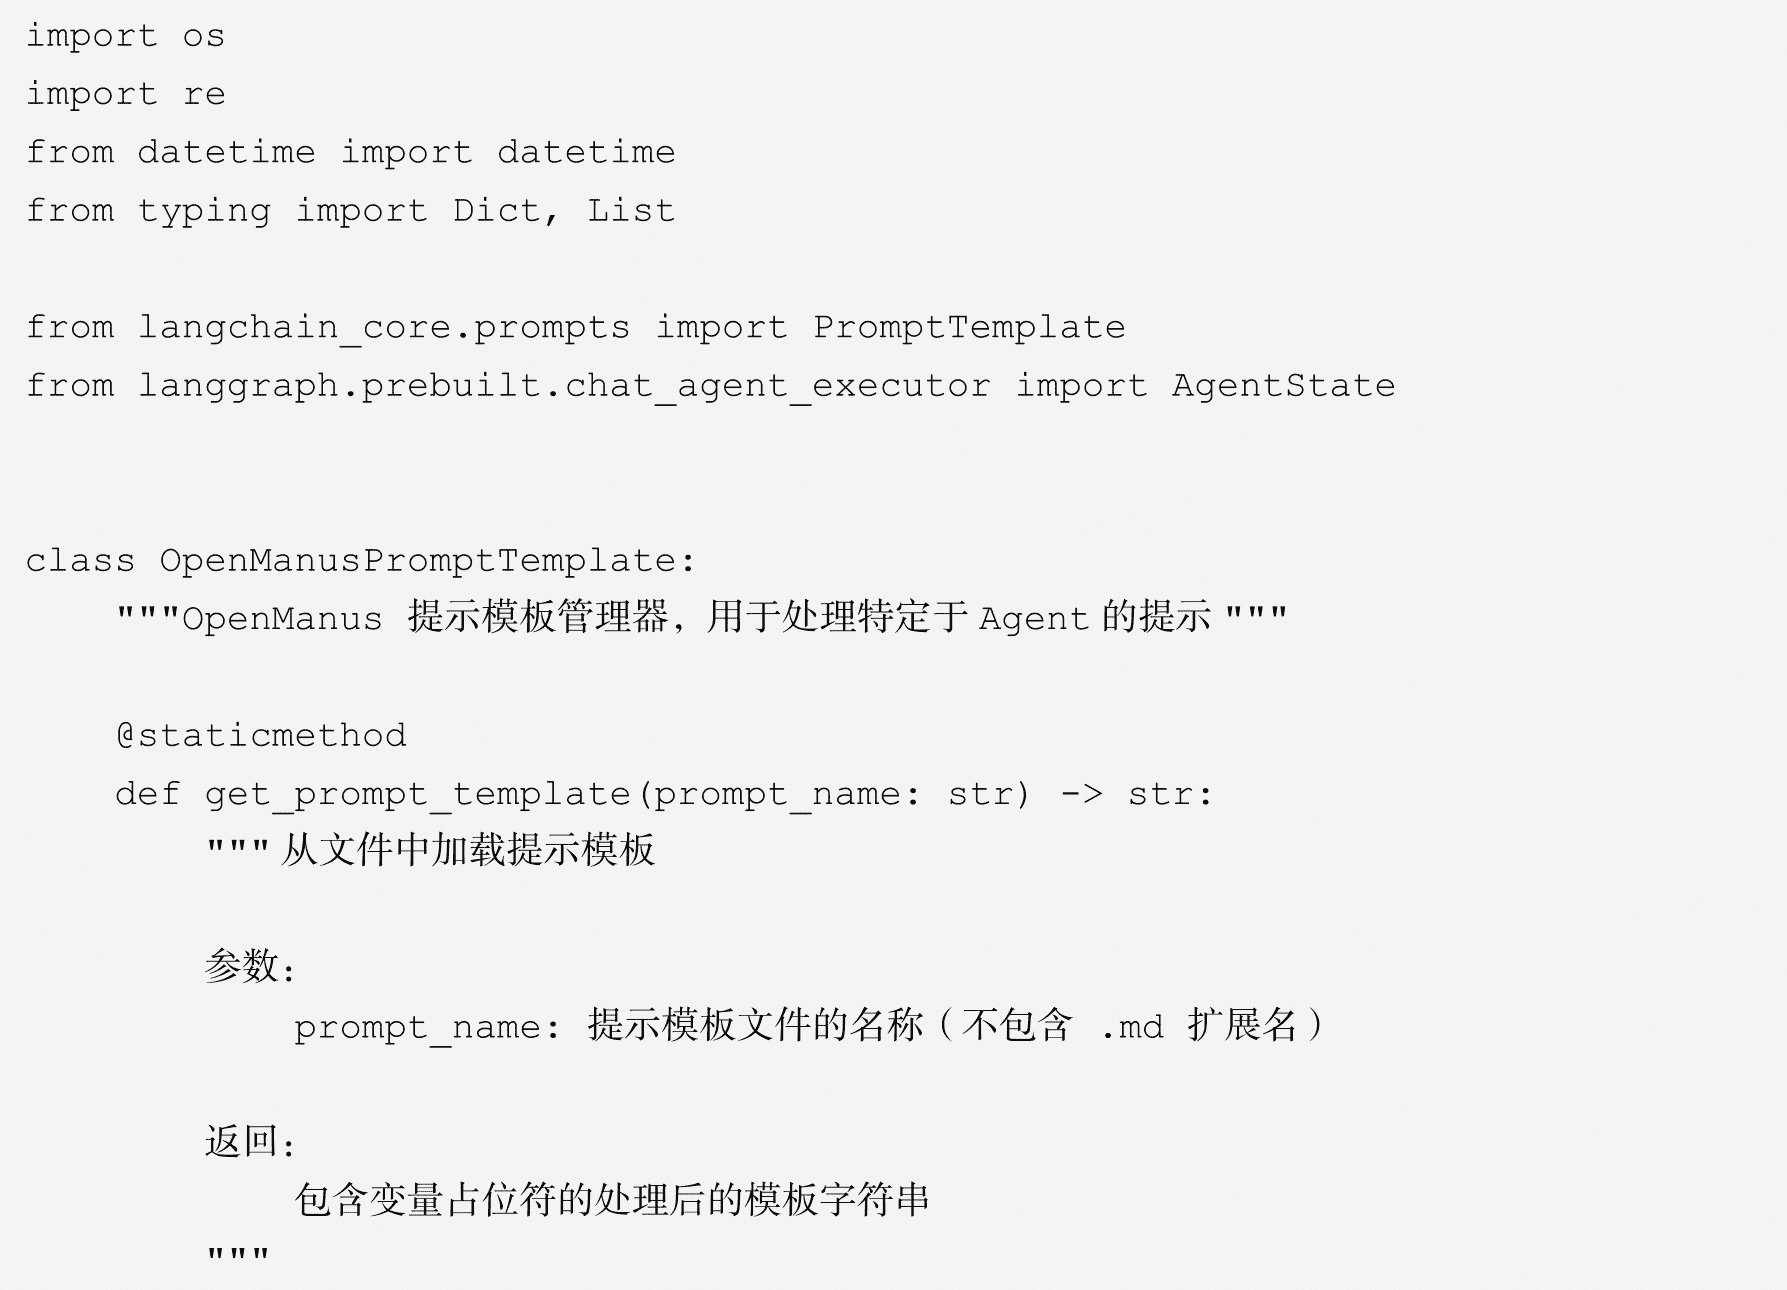 import os
import re
from datetime import datetime
from typing import Dict, List
from langchain_core.prompts import PromptTemplate
from langgraph.prebuilt.chat_agent_executor import AgentState
class OpenManusPromptTemplate:
    """OpenManus 提示模板管理器，用于处理特定于 Agent 的提示 """
    @staticmethod
    def get_prompt_template(prompt_name: str) -> str:
        """ 从文件中加载提示模板
        参数:
            prompt_name: 提示模板文件的名称（不包含 .md 扩展名）
        返回:
            包含变量占位符的处理后的模板字符串
        """